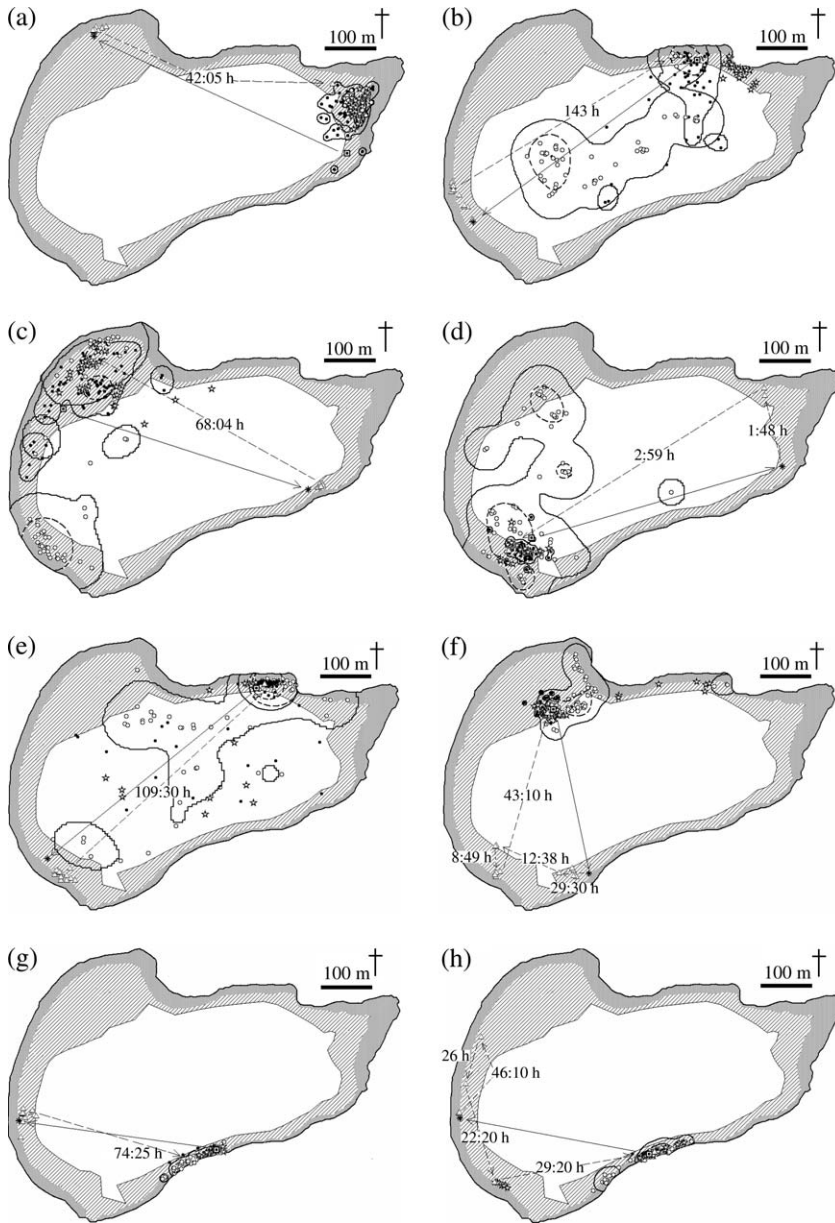 (a)
100 m
42:05 h
(b)
100 m
143 h
(c)
100 m
68:04 h
(d)
100 m
1:48 h
2:59 h
(e)
100 m
109:30 h
(f)
100 m
43:10 h
8:49 h
12:38 h
29:30 h
(g)
100 m
74:25 h
(h)
100 m
26 h
46:10 h
22:20 h
29:20 h